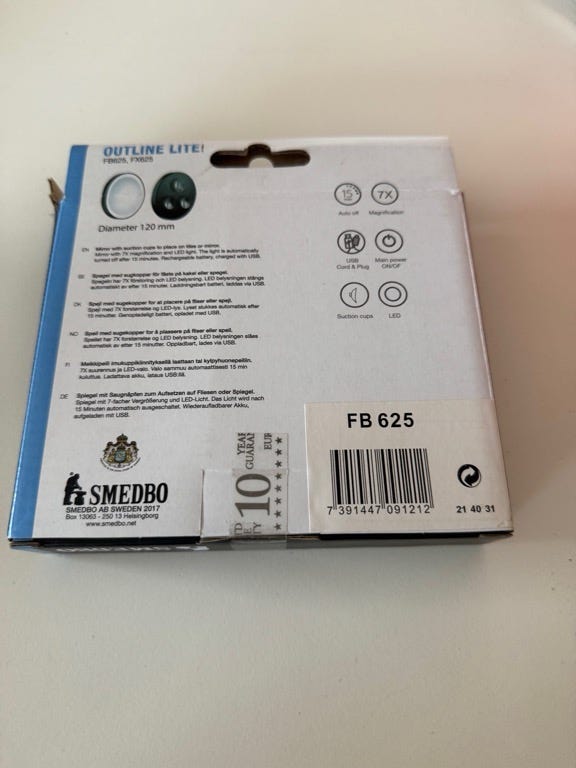 OUTLINE LITE!
FB625, FX625
Diameter 120 mm
15
7X
Auto off
Magnification
USB
Cord & Plug
Main power
ON/OF
Suction cups
LED
EN
Mirror with suction cups to place on tiles or mirror.
Mirror with 7X magnification and LED light. The light is automatically
turned off after 15 minutes. Rechargeable battery, charged with USB.
SE
Spegel med sugkoppar för fäste på kakel eller spegel.
Spegeln har 7X förstoring och LED belysning. LED belysningen stängs
automatiskt av efter 15 minuter. Laddningsbart batteri, laddas via USB.
DK
Spejl med sugekopper for at placere på fliser eller spejl.
Spejl med 7X forstørrelse og LED-lys. Lyset slukkes automatisk efter
15 minutter. Genopladeligt batteri, opladet med USB.
NO
Speil med sugekopper for å plassere på fliser eller speil.
Speilet har 7X forstørrelse og LED belysning. LED belysningen slåes
automatisk av efter 15 minutter. Oppladbart, lades via USB.
FI
Meikkipeili imukuppikiinnityksellä laattaan tai kylpyhuonepeiliin.
7X suurennus ja LED-valo. Valo sammuu automaattisesti 15 min
kuluttua. Ladattava akku, lataus USB:llä.
DE
Spiegel mit Saugnäpfen zum Aufsetzen auf Fliesen oder Spiegel.
Spiegel mit 7-facher Vergrößerung und LED-Licht. Das Licht wird nach
15 Minuten automatisch ausgeschaltet. Wiederaufladbarer Akku,
aufgeladen mit USB.
SMEDBO
SMEDBO AB SWEDEN 2017
Box 13063 - 250 13 Helsingborg
www.smedbo.net
10
YEAR
GUARAN
EUR
FB 625
7 391447 091212
21 40 31